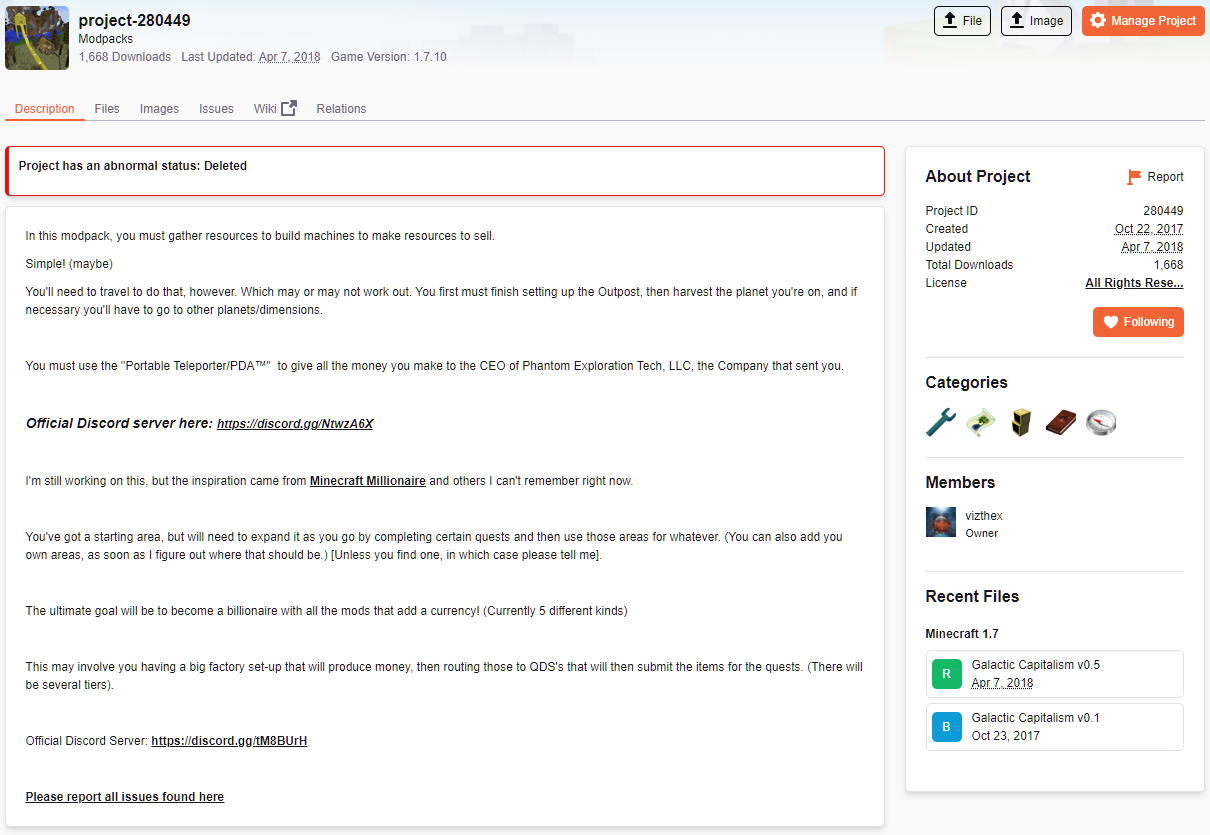 project-280449
Modpacks
1,668 Downloads Last Updated: Apr 7, 2018 Game Version: 1.7.10
File
Image
Manage Project
Description Files Images Issues Wiki Relations
Project has an abnormal status: Deleted
In this modpack, you must gather resources to build machines to make resources to sell.
Simple! (maybe)
You'll need to travel to do that, however. Which may or may not work out. You first must finish setting up the Outpost, then harvest the planet you're on, and if
necessary you'll have to go to other planets/dimensions.
You must use the "Portable Teleporter/PDA™" to give all the money you make to the CEO of Phantom Exploration Tech, LLC, the Company that sent you.
Official Discord server here: https://discord.gg/NtwzA6X
I'm still working on this, but the inspiration came from Minecraft Millionaire and others I can't remember right now.
You've got a starting area, but will need to expand it as you go by completing certain quests and then use those areas for whatever. (You can also add you
own areas, as soon as I figure out where that should be.) [Unless you find one, in which case please tell me].
The ultimate goal will be to become a billionaire with all the mods that add a currency! (Currently 5 different kinds)
This may involve you having a big factory set-up that will produce money, then routing those to QDS's that will then submit the items for the quests. (There will
be several tiers).
Official Discord Server: https://discord.gg/tM8BUrH
Please report all issues found here
About Project
Report
Project ID 280449
Created Oct 22, 2017
Updated Apr 7, 2018
Total Downloads 1,668
License All Rights Rese...
Following
Categories
Members
vizthex
Owner
Recent Files
Minecraft 1.7
R
Galactic Capitalism v0.5
Apr 7, 2018
B
Galactic Capitalism v0.1
Oct 23, 2017